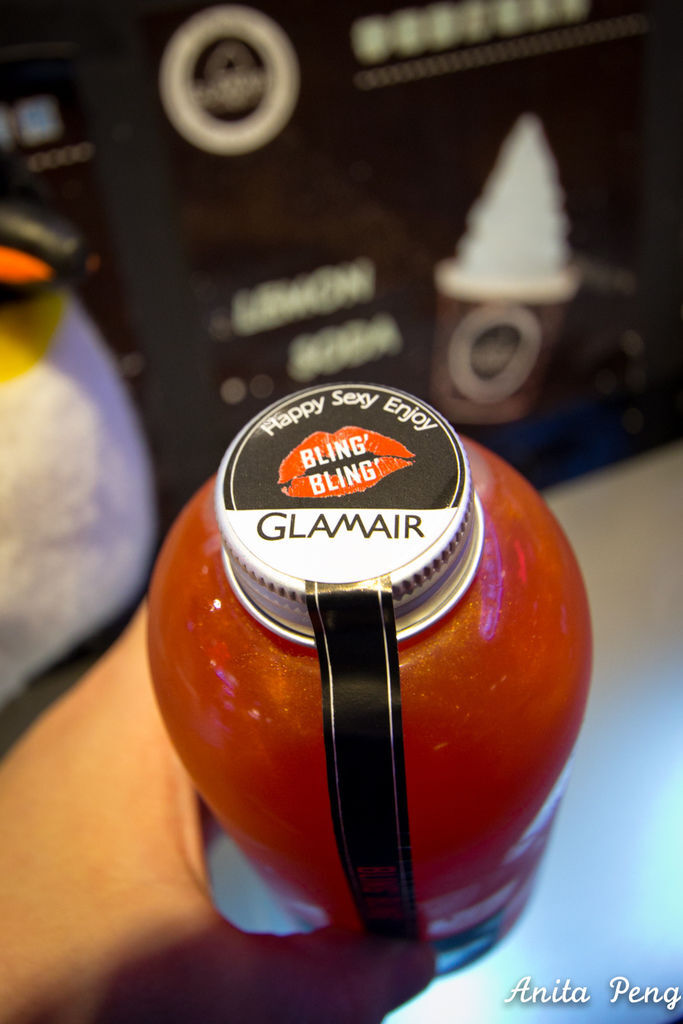 LEMON
SODA
Happy Sexy Enjoy
BLING'
BLING'
GLAMAIR
Anita Peng